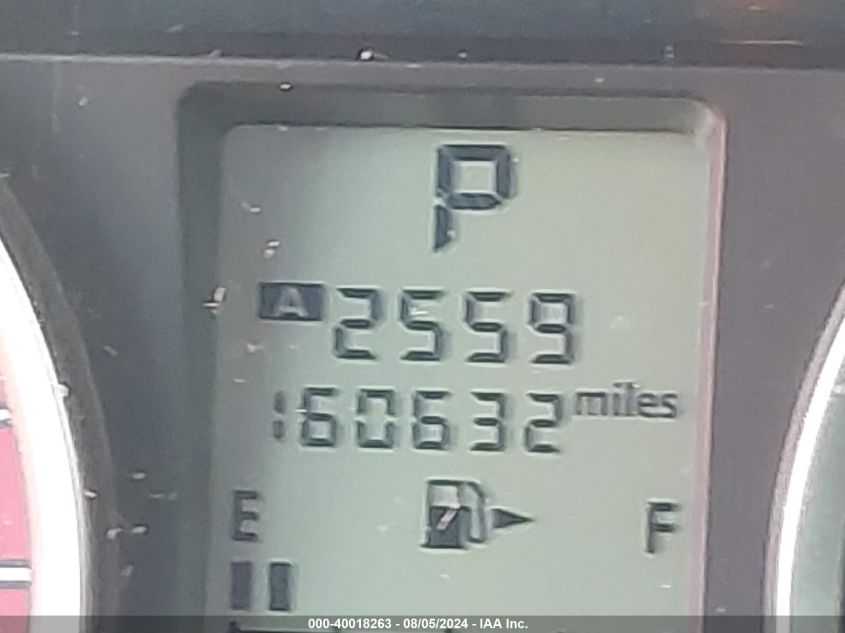 P
A 2559
160632 miles
E F
000-40018263 - 08/05/2024 - IAA Inc.